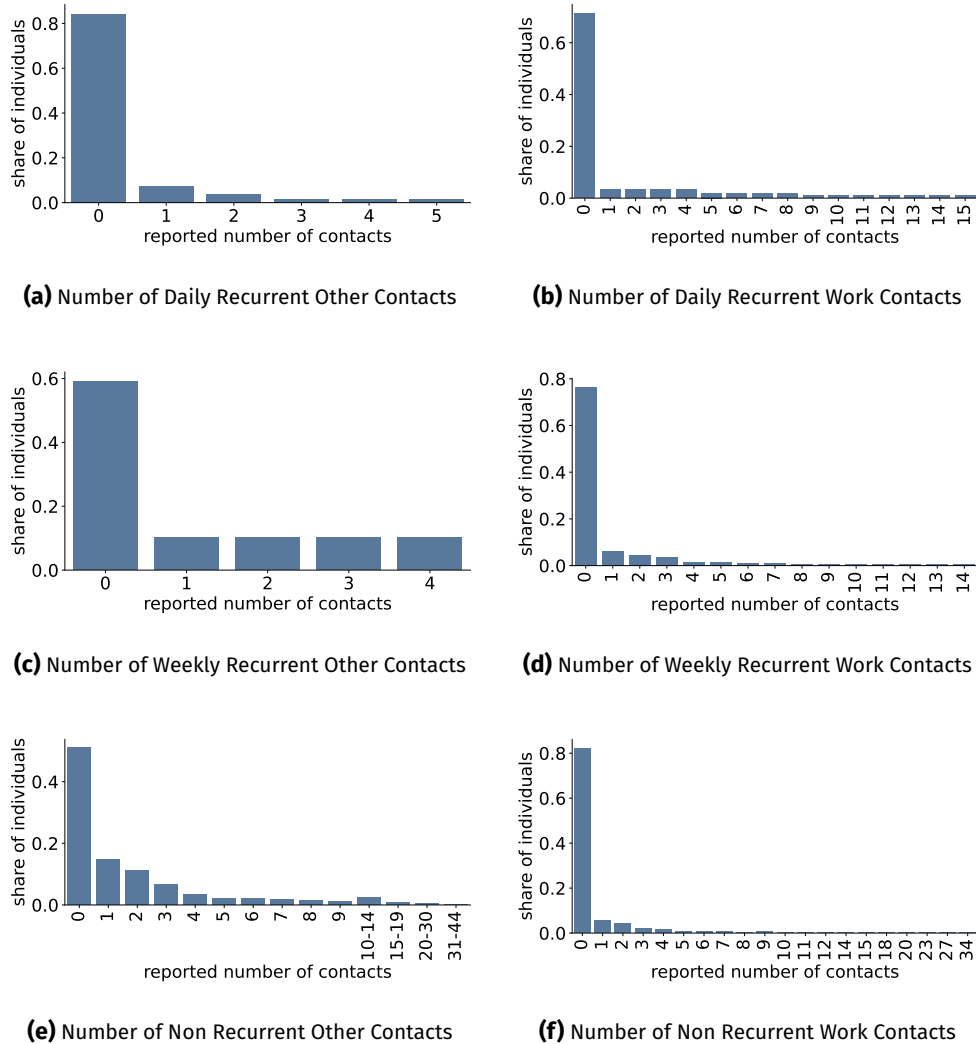 share of individuals
0.8
0.6
0.4
0.2
0.0
0 1 2 3 4 5
reported number of contacts
(a) Number of Daily Recurrent Other Contacts
share of individuals
0.6
0.4
0.2
0.0
0 1 2 3 4 5 6 7 8 9 10 11 12 13 14 15
reported number of contacts
(b) Number of Daily Recurrent Work Contacts
share of individuals
0.6
0.4
0.2
0.0
0 1 2 3 4
reported number of contacts
(c) Number of Weekly Recurrent Other Contacts
share of individuals
0.8
0.6
0.4
0.2
0.0
0 1 2 3 4 5 6 7 8 9 10 11 12 13 14
reported number of contacts
(d) Number of Weekly Recurrent Work Contacts
share of individuals
0.4
0.2
0.0
0 1 2 3 4 5 6 7 8 9 10-14 15-19 20-30 31-44
reported number of contacts
(e) Number of Non Recurrent Other Contacts
share of individuals
0.8
0.6
0.4
0.2
0.0
0 1 2 3 4 5 6 7 8 9 10 11 12 14 15 18 20 23 27 34
reported number of contacts
(f) Number of Non Recurrent Work Contacts